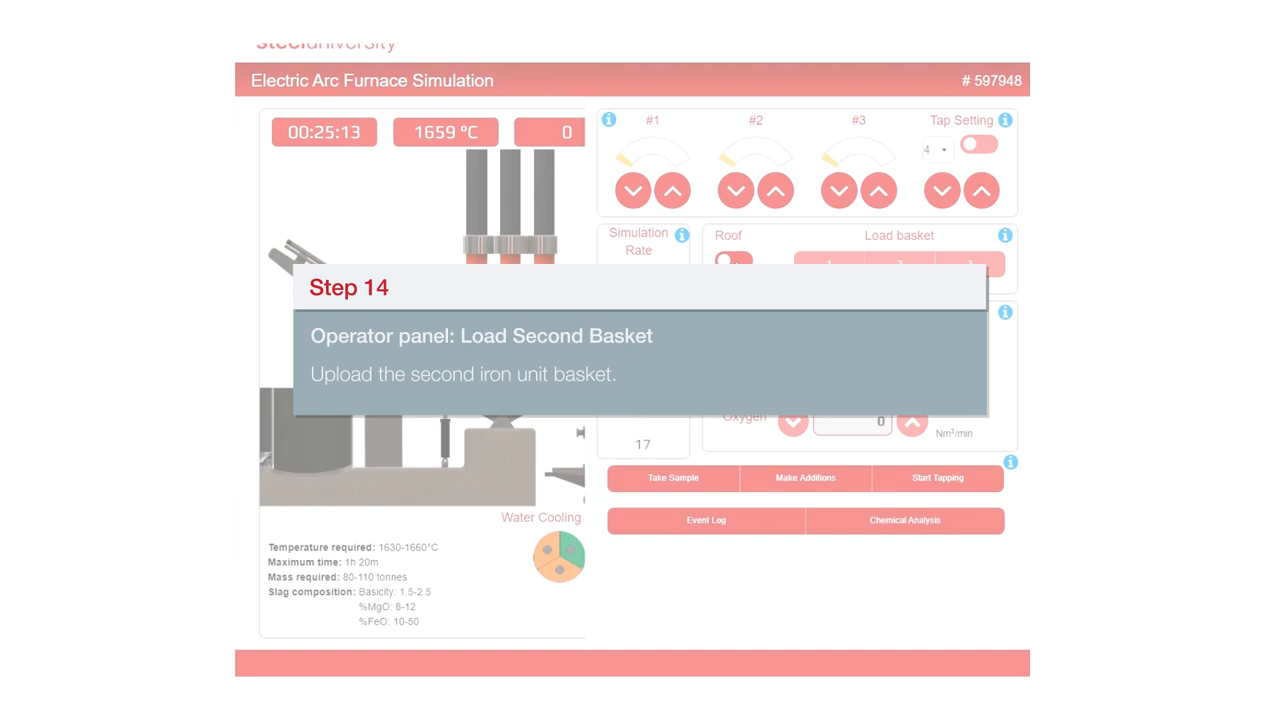 steeluniversity
Electric Arc Furnace Simulation
# 597948
00:25:13
1659 ºC
0
#1
#2
#3
Tap Setting
4
Simulation
Rate
Roof
Load basket
Step 14
Operator panel: Load Second Basket
Upload the second iron unit basket.
Oxygen
0
Nm³/min
17
Take Sample
Make Additions
Start Tapping
Event Log
Chemical Analysis
Water Cooling
Temperature required: 1630-1660°C
Maximum time: 1h 20m
Mass required: 80-110 tonnes
Slag composition: Basicity: 1.5-2.5
%MgO: 8-12
%FeO: 10-50